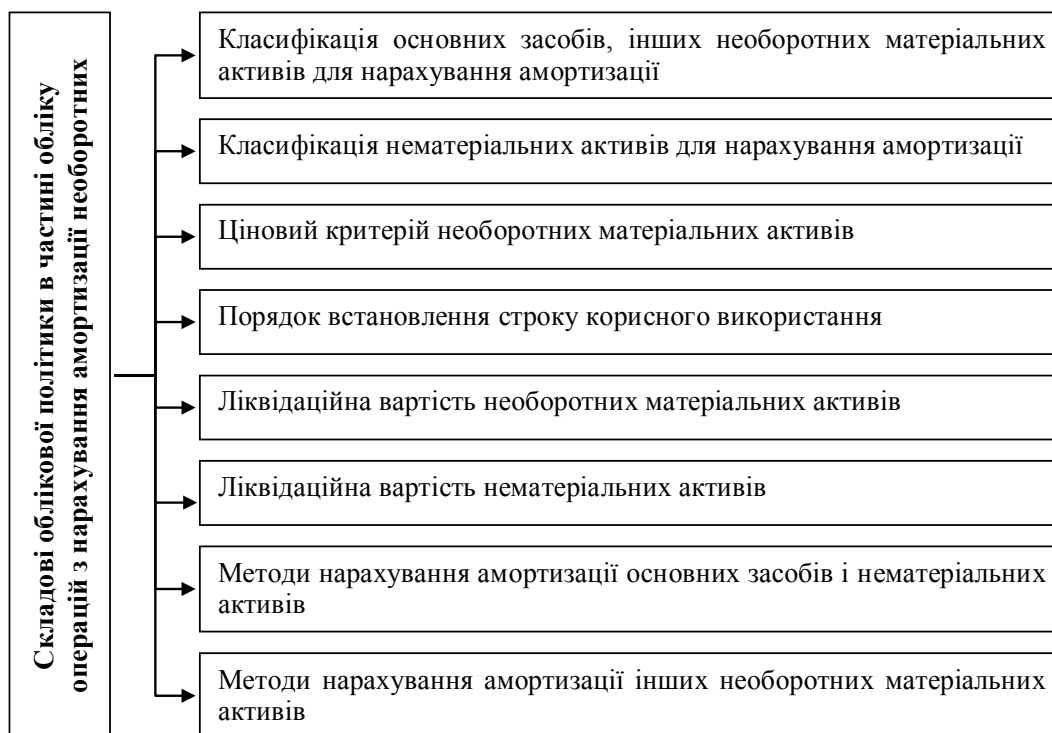 Складові облікової політики в частині обліку
операцій з нарахування амортизації необоротних
Класифікація основних засобів, інших необоротних матеріальних
активів для нарахування амортизації
Класифікація нематеріальних активів для нарахування амортизації
Ціновий критерій необоротних матеріальних активів
Порядок встановлення строку корисного використання
Ліквідаційна вартість необоротних матеріальних активів
Ліквідаційна вартість нематеріальних активів
Методи нарахування амортизації основних засобів і нематеріальних
активів
Методи нарахування амортизації інших необоротних матеріальних
активів